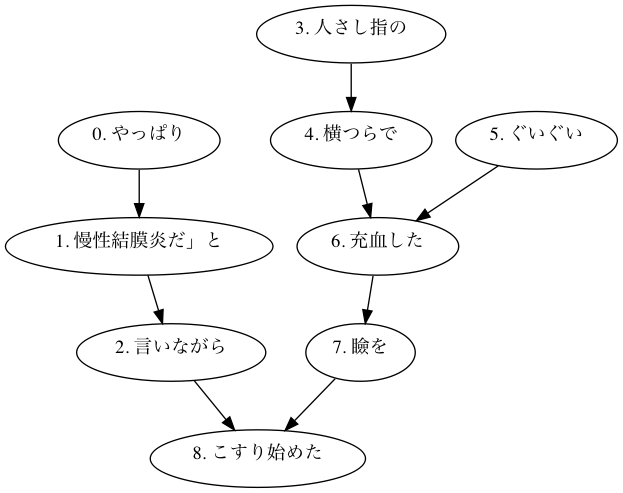 3. 人さし指の
0. やっぱり
4. 横つらで
5. ぐいぐい
1. 慢性結膜炎だ」と
6. 充血した
2. 言いながら
7. 瞼を
8. こすり始めた